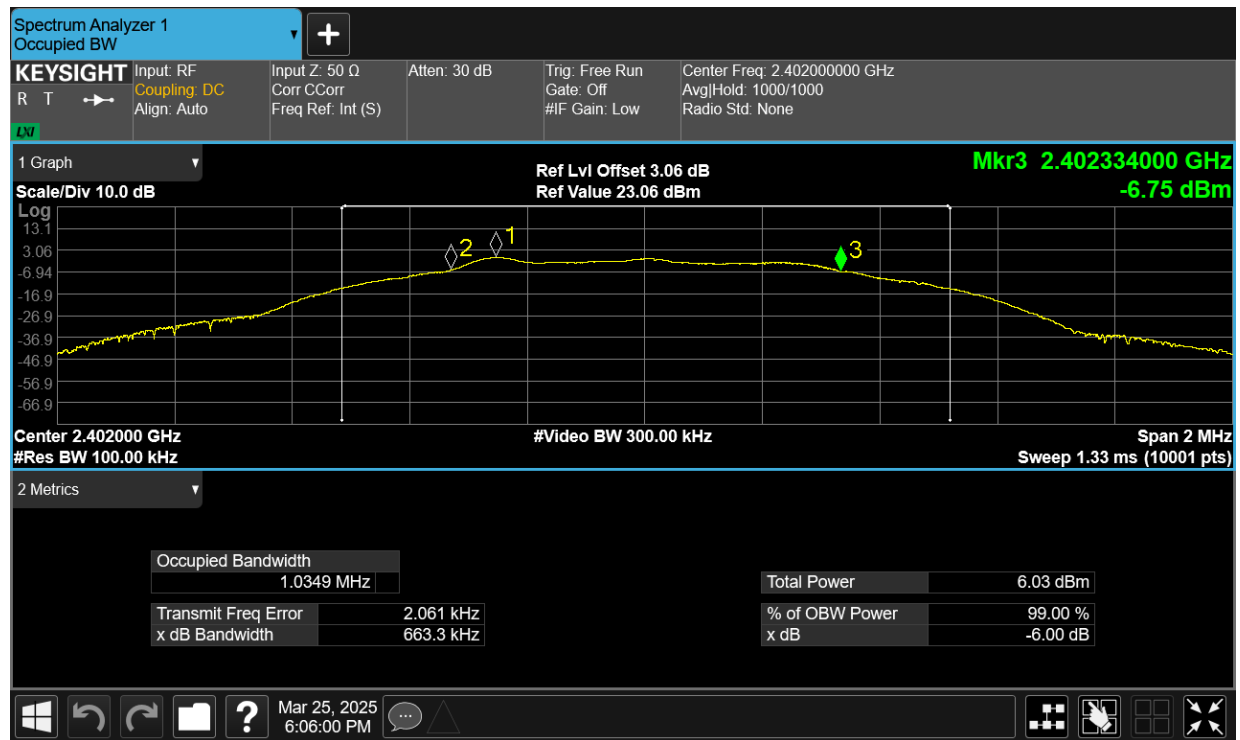 Spectrum Analyzer 1
Occupied BW
KEYSIGHT
R T
LXI
Input: RF
Coupling: DC
Align: Auto
Input Z: 50 Ω
Corr CCorr
Freq Ref: Int (S)
Atten: 30 dB
Trig: Free Run
Gate: Off
#IF Gain: Low
Center Freq: 2.402000000 GHz
Avg|Hold: 1000/1000
Radio Std: None
1 Graph
Scale/Div 10.0 dB
Ref Lvl Offset 3.06 dB
Ref Value 23.06 dBm
Mkr3 2.402334000 GHz
-6.75 dBm
Log
13.1
3.06
-6.94
-16.9
-26.9
-36.9
-46.9
-56.9
-66.9
2
1
3
Center 2.402000 GHz
#Video BW 300.00 kHz
Span 2 MHz
#Res BW 100.00 kHz
Sweep 1.33 ms (10001 pts)
2 Metrics
Occupied Bandwidth
1.0349 MHz
Total Power 6.03 dBm
Transmit Freq Error 2.061 kHz
% of OBW Power 99.00 %
x dB Bandwidth 663.3 kHz
x dB -6.00 dB
?
Mar 25, 2025
6:06:00 PM